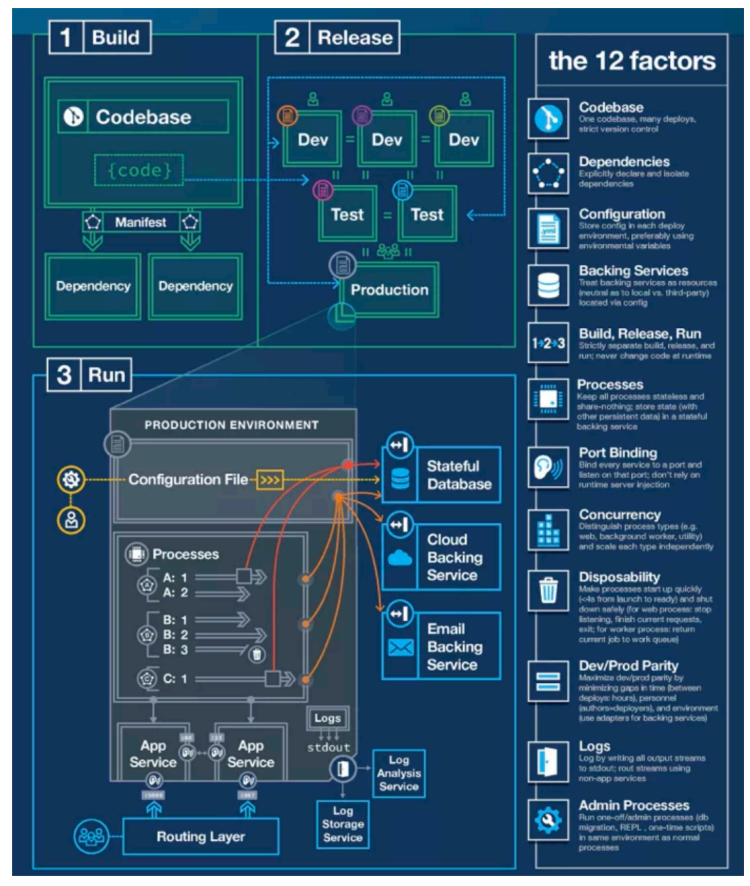 1 Build
Codebase
{code}
Manifest
Dependency
Dependency
2 Release
Dev = Dev = Dev
Test = Test
Production
3 Run
PRODUCTION ENVIRONMENT
Configuration File >>>
Processes
A: 1
A: 2
B: 1
B: 2
B: 3
C: 1
App
Service
App
Service
Logs
stdout
Log
Analysis
Service
Log
Storage
Service
Routing Layer
Stateful
Database
Cloud
Backing
Service
Email
Backing
Service
the 12 factors
Codebase
One codebase, many deploys,
strict version control
Dependencies
Explicitly declare and isolate
dependencies
Configuration
Store config in each deploy
environment, preferably using
environmental variables
Backing Services
Treat backing services as resources
(neutral as to local vs. third-party)
located via config
1→2→3
Build, Release, Run
Strictly separate build, release, and
run; never change code at runtime
Processes
Keep all processes stateless and
share-nothing; store state (with
other persistent data) in a stateful
backing service
Port Binding
Bind every service to a port and
listen on that port; don't rely on
runtime server injection
Concurrency
Distinguish process types (e.g.
web, background worker, utility)
and scale each type independently
Disposability
Make processes start up quickly
(<4s from launch to ready) and shut
down safely (for web process: stop
listening, finish current requests,
exit; for worker process: return
current job to work queue)
Dev/Prod Parity
Maximize dev/prod parity by
minimizing gaps in time (between
deploys: hours), personnel
(authors=deployers), and environment
(use adapters for backing services)
Logs
Log by writing all output streams
to stdout; rout streams using
non-app services
Admin Processes
Run one-off/admin processes (db
migration, REPL , one-time scripts)
in same environment as normal
processes